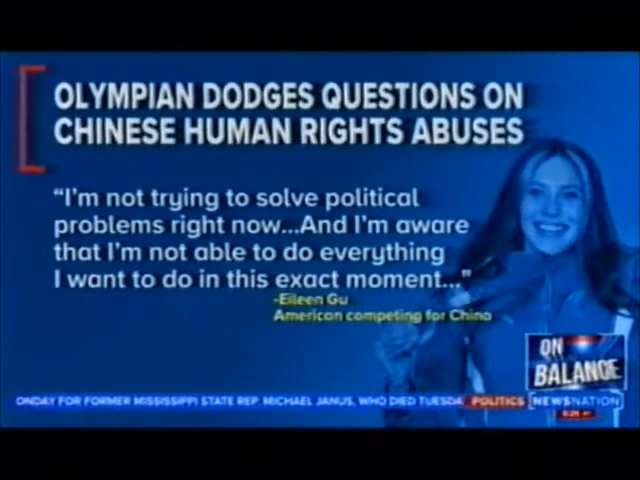 OLYMPIAN DODGES QUESTIONS ON
CHINESE HUMAN RIGHTS ABUSES
“I’m not trying to solve political
problems right now...And I’m aware
that I’m not able to do everything
I want to do in this exact moment...”
-Eileen Gu
American competing for China
ON
BALANCE
ONDAY FOR FORMER MISSISSIPPI STATE REP. MICHAEL JANUS, WHO DIED TUESDA POLITICS NEWSNATION